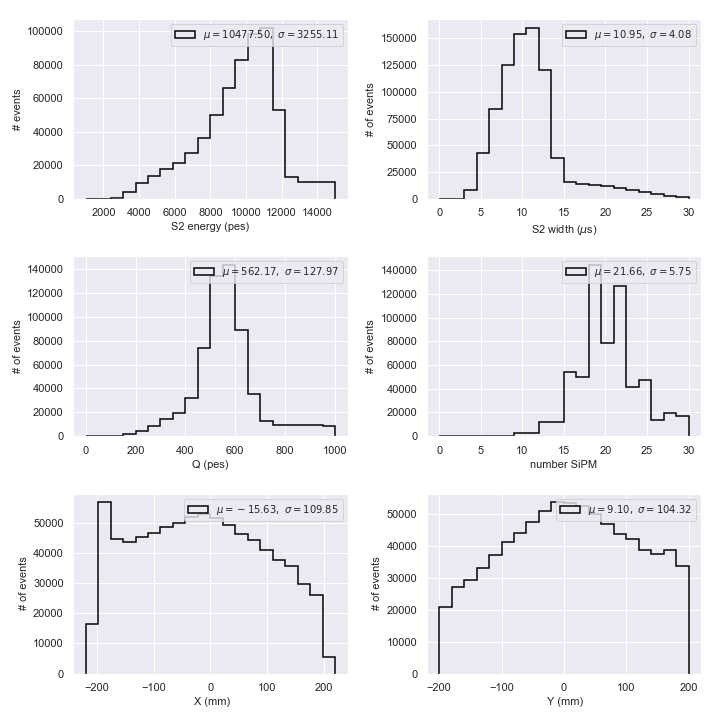 100000
80000
60000
40000
20000
0
# events
μ = 10477.50, σ = 3255.11
2000 4000 6000 8000 10000 12000 14000
S2 energy (pes)
150000
125000
100000
75000
50000
25000
0
# of events
μ = 10.95, σ = 4.08
0 5 10 15 20 25 30
S2 width (μs)
140000
120000
100000
80000
60000
40000
20000
0
# of events
μ = 562.17, σ = 127.97
0 200 400 600 800 1000
Q (pes)
140000
120000
100000
80000
60000
40000
20000
0
# of events
μ = 21.66, σ = 5.75
0 5 10 15 20 25 30
number SiPM
50000
40000
30000
20000
10000
0
# of events
μ = −15.63, σ = 109.85
−200 −100 0 100 200
X (mm)
50000
40000
30000
20000
10000
0
# of events
μ = 9.10, σ = 104.32
−200 −100 0 100 200
Y (mm)